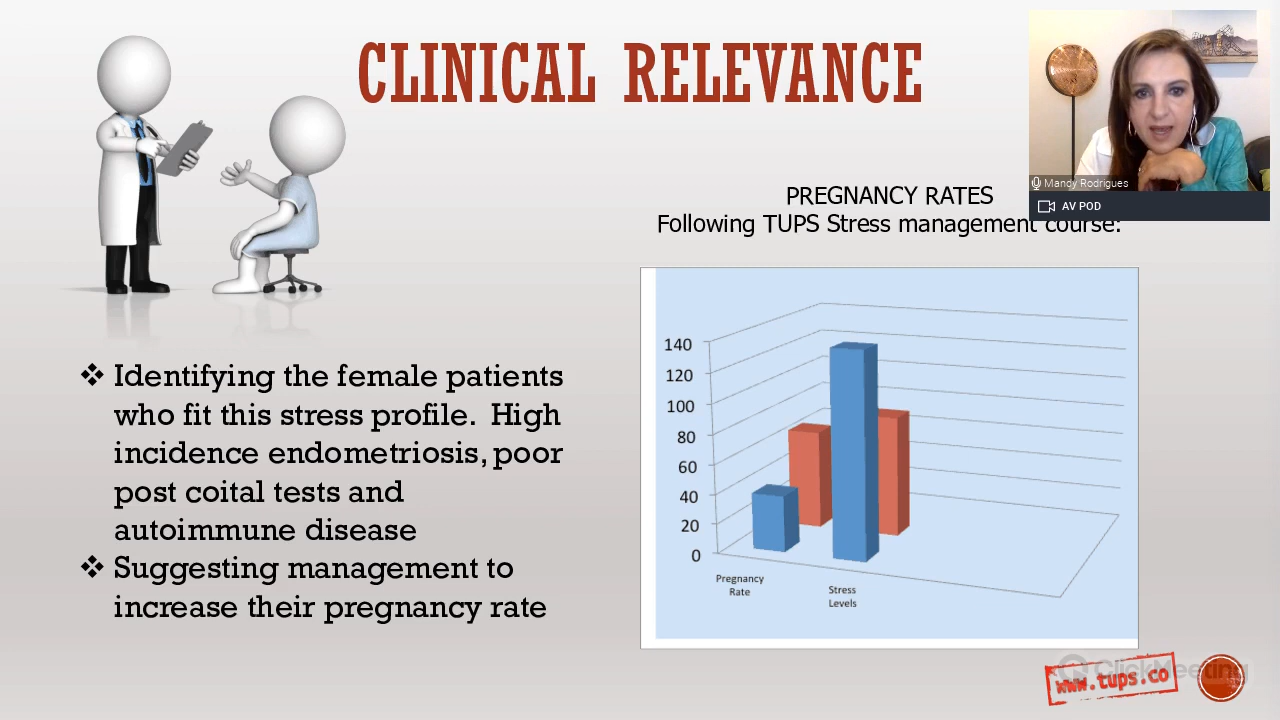 CLINICAL RELEVANCE
Mandy Rodrigues
AV POD
PREGNANCY RATES
Following TUPS Stress management course:
❖ Identifying the female patients
who fit this stress profile. High
incidence endometriosis, poor
post coital tests and
autoimmune disease
❖ Suggesting management to
increase their pregnancy rate
140
120
100
80
60
40
20
0
Pregnancy
Rate
Stress
Levels
ClickMeeting
www.tups.co